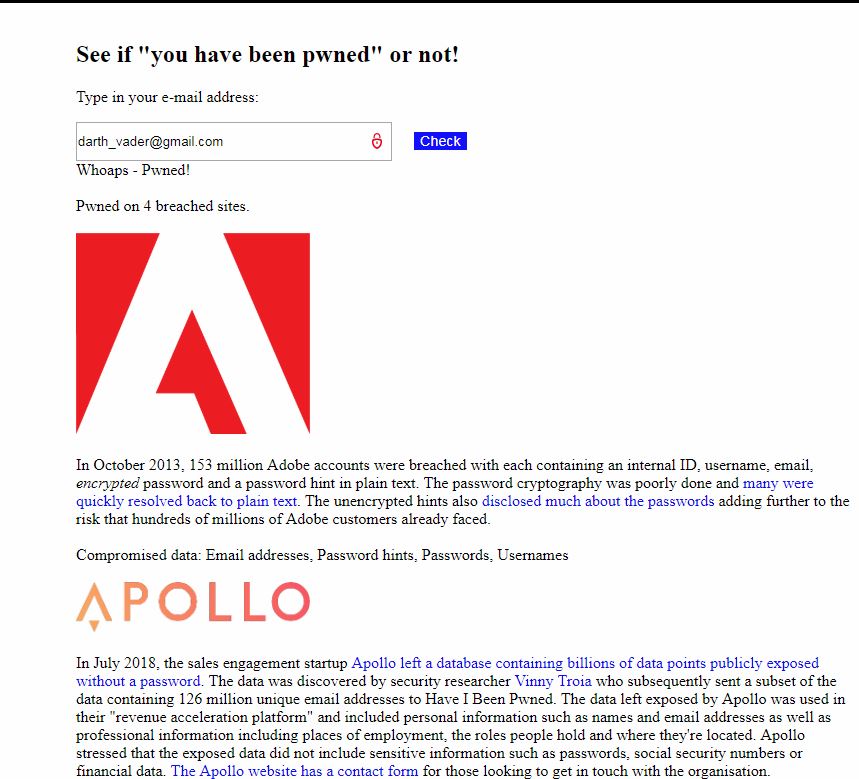 See if "you have been pwned" or not!
Type in your e-mail address:
darth_vader@gmail.com
Check
Whoaps - Pwned!
Pwned on 4 breached sites.
In October 2013, 153 million Adobe accounts were breached with each containing an internal ID, username, email,
encrypted password and a password hint in plain text. The password cryptography was poorly done and many were
quickly resolved back to plain text. The unencrypted hints also disclosed much about the passwords adding further to the
risk that hundreds of millions of Adobe customers already faced.
Compromised data: Email addresses, Password hints, Passwords, Usernames
APOLLO
In July 2018, the sales engagement startup Apollo left a database containing billions of data points publicly exposed
without a password. The data was discovered by security researcher Vinny Troia who subsequently sent a subset of the
data containing 126 million unique email addresses to Have I Been Pwned. The data left exposed by Apollo was used in
their "revenue acceleration platform" and included personal information such as names and email addresses as well as
professional information including places of employment, the roles people hold and where they're located. Apollo
stressed that the exposed data did not include sensitive information such as passwords, social security numbers or
financial data. The Apollo website has a contact form for those looking to get in touch with the organisation.